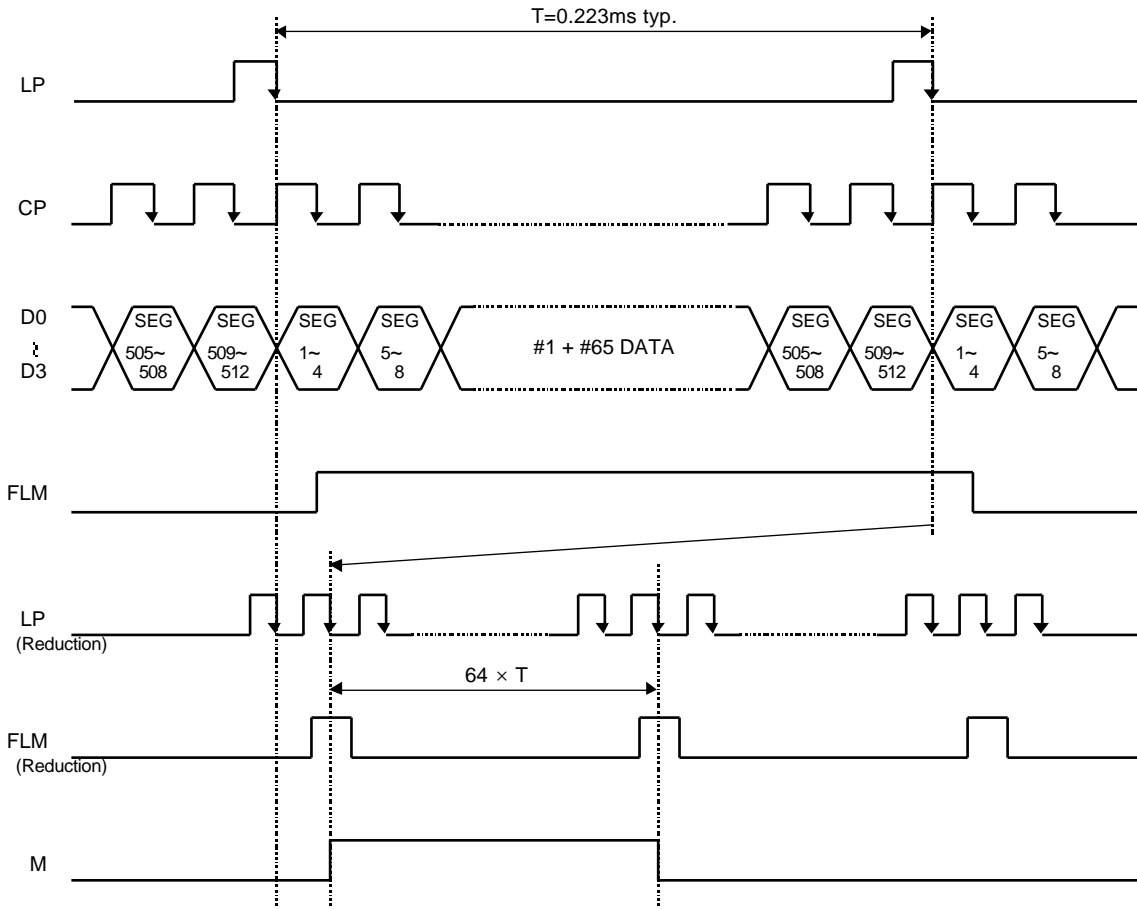 T=0.223ms typ.
LP
CP
D0
~
D3
SEG
505~
508
SEG
509~
512
SEG
1~
4
SEG
5~
8
#1 + #65 DATA
SEG
505~
508
SEG
509~
512
SEG
1~
4
SEG
5~
8
FLM
LP
(Reduction)
64 × T
FLM
(Reduction)
M